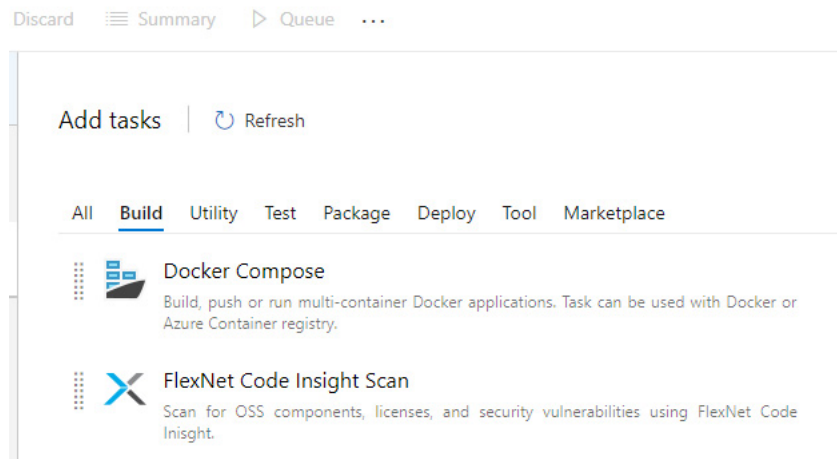 Discard Summary Queue ...
Add tasks Refresh
All Build Utility Test Package Deploy Tool Marketplace
Docker Compose
Build, push or run multi-container Docker applications. Task can be used with Docker or
Azure Container registry.
FlexNet Code Insight Scan
Scan for OSS components, licenses, and security vulnerabilities using FlexNet Code
Inisght.